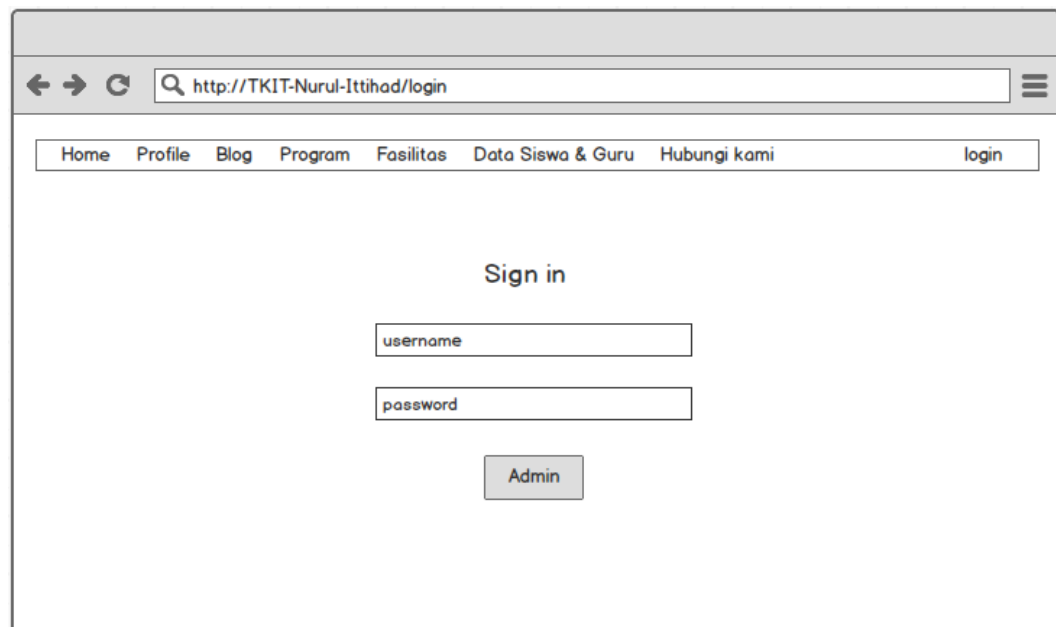 http://TKIT-Nurul-Ittihad/login
Home Profile Blog Program Fasilitas Data Siswa & Guru Hubungi kami login
Sign in
username
password
Admin